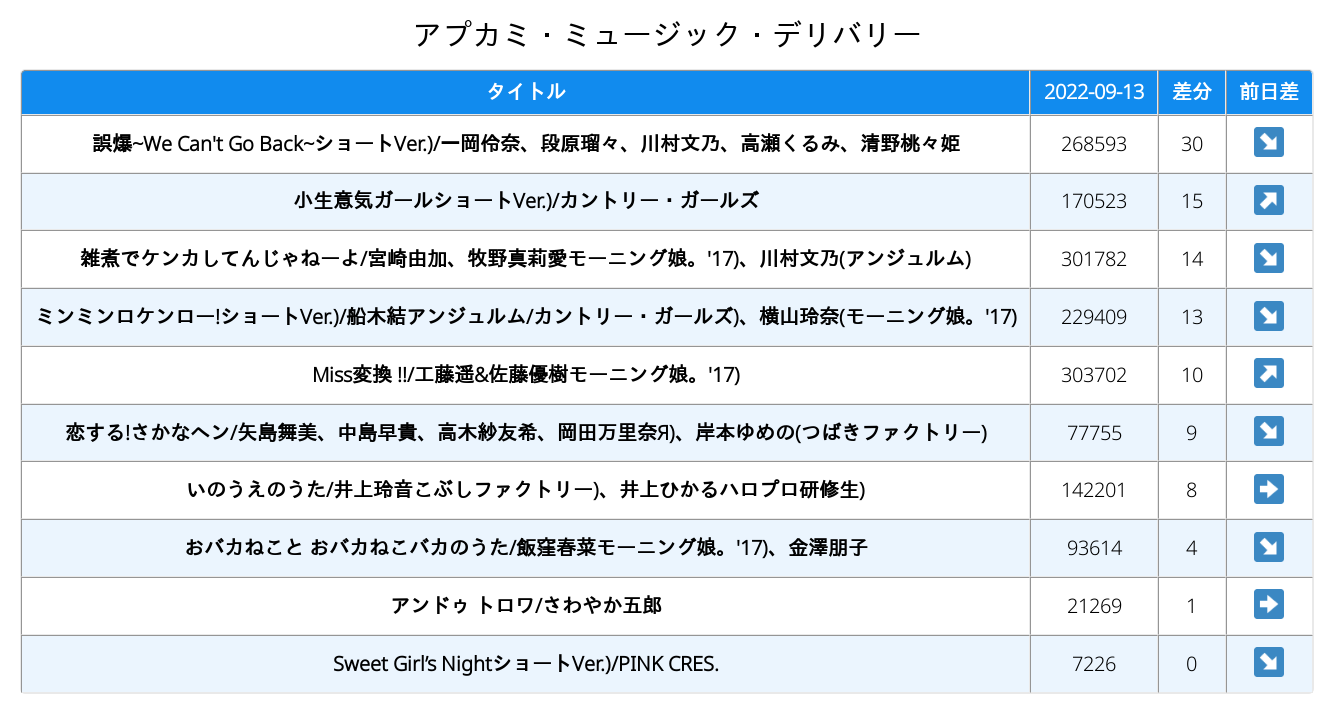 アプカミ・ミュージック・デリバリー
タイトル 2022-09-13 差分 前日差
誤爆~We Can't Go Back~ショートVer.)/一岡伶奈、段原瑠々、川村文乃、高瀬くるみ、清野桃々姫 268593 30
小生意気ガールショートVer.)/カントリー・ガールズ 170523 15
雑煮でケンカしてんじゃねーよ/宮崎由加、牧野真莉愛モーニング娘。'17)、川村文乃(アンジュルム) 301782 14
ミンミンロケンロー!ショートVer.)/船木結アンジュルム/カントリー・ガールズ)、横山玲奈(モーニング娘。'17) 229409 13
Miss変換 !!/工藤遥&佐藤優樹モーニング娘。'17) 303702 10
恋する!さかなヘン/矢島舞美、中島早貴、高木紗友希、岡田万里奈Я)、岸本ゆめの(つばきファクトリー) 77755 9
いのうえのうた/井上玲音こぶしファクトリー)、井上ひかるハロプロ研修生) 142201 8
おバカねこと おバカねこバカのうた/飯窪春菜モーニング娘。'17)、金澤朋子 93614 4
アンドゥ トロワ/さわやか五郎 21269 1
Sweet Girl’s NightショートVer.)/PINK CRES. 7226 0